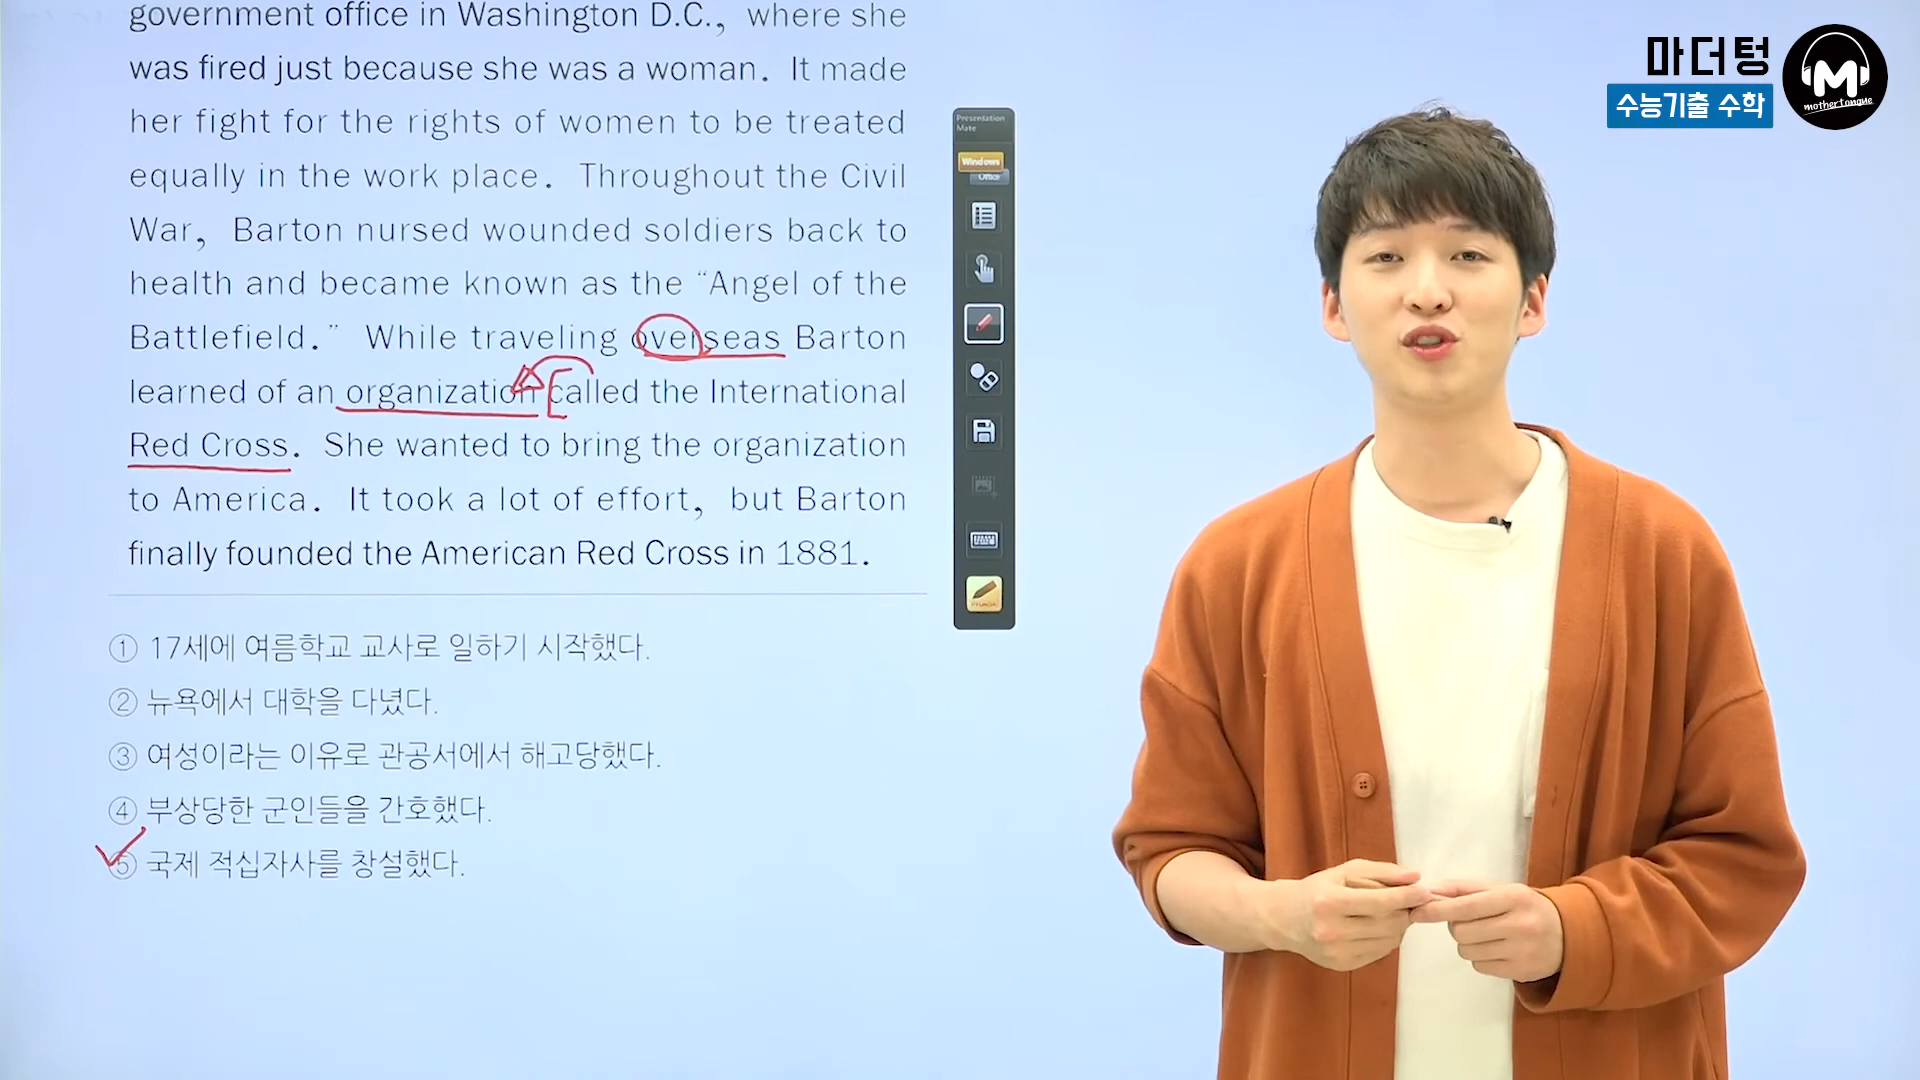 government office in Washington D.C., where she
was fired just because she was a woman. It made
her fight for the rights of women to be treated
equally in the work place. Throughout the Civil
War, Barton nursed wounded soldiers back to
health and became known as the “Angel of the
Battlefield.” While traveling overseas Barton
learned of an organization called the International
Red Cross. She wanted to bring the organization
to America. It took a lot of effort, but Barton
finally founded the American Red Cross in 1881.
① 17세에 여름학교 교사로 일하기 시작했다.
② 뉴욕에서 대학을 다녔다.
③ 여성이라는 이유로 관공서에서 해고당했다.
④ 부상당한 군인들을 간호했다.
⑤ 국제 적십자사를 창설했다.
Presentation
Mate
Windows
Office
마더텅
수능기출 수학
M
mothertongue